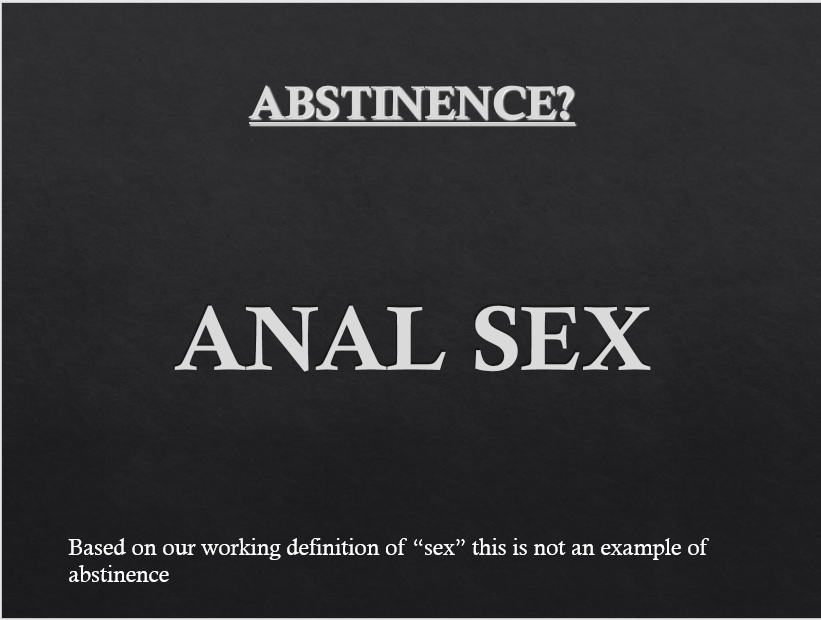 ABSTINENCE?
ANAL SEX
Based on our working definition of “sex” this is not an example of
abstinence